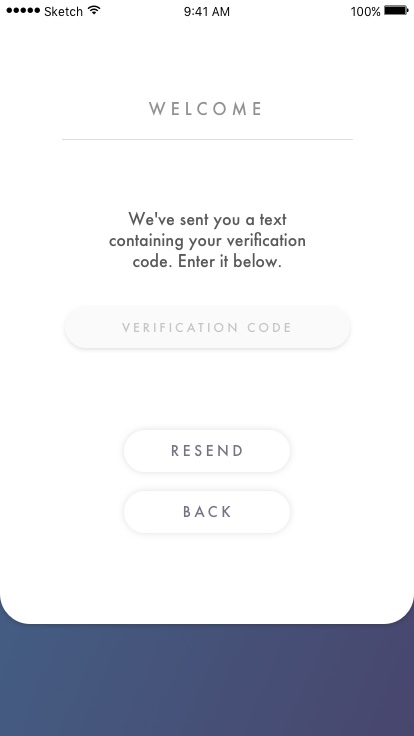 Sketch 9:41 AM 100%
WELCOME
We've sent you a text
containing your verification
code. Enter it below.
VERIFICATION CODE
RESEND
BACK